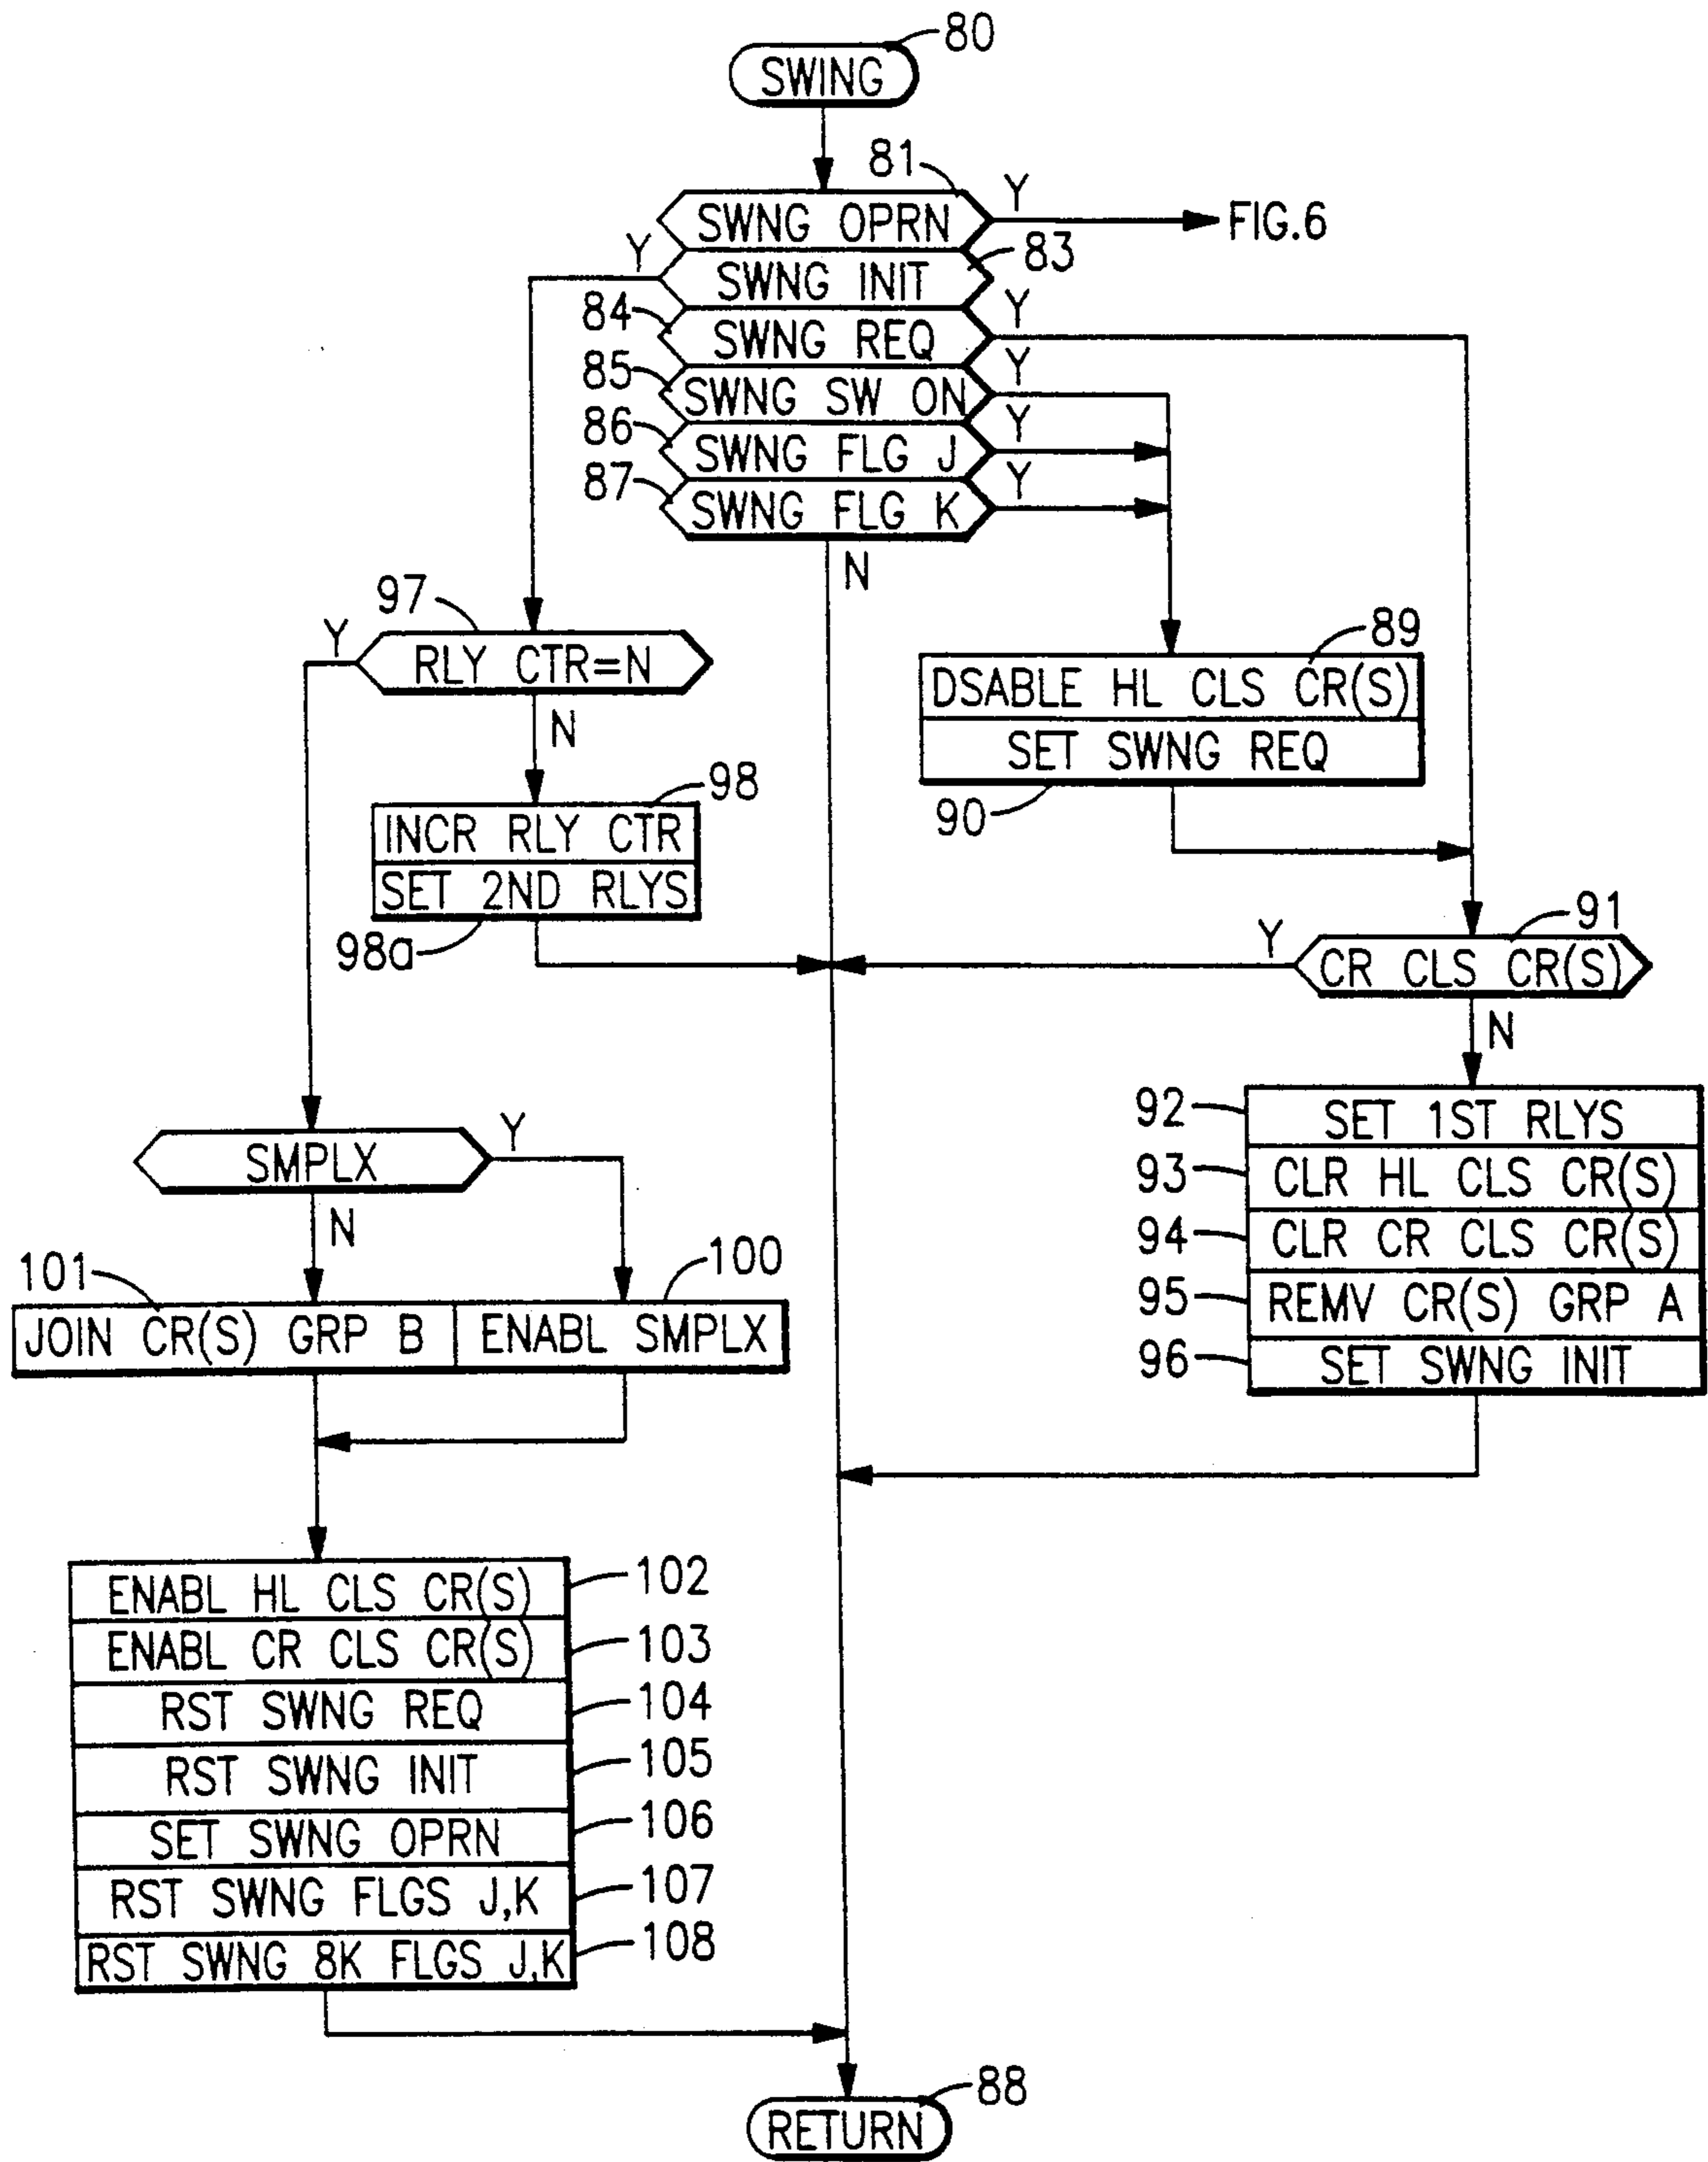 80
SWING
81
SWNG OPRN
Y
FIG.6
Y
SWNG INIT
83
84
SWNG REQ
Y
85
SWNG SW ON
Y
86
SWNG FLG J
Y
87
SWNG FLG K
Y
N
97
Y
RLY CTR=N
N
89
DSABLE HL CLS CR(S)
SET SWNG REQ
90
98
INCR RLY CTR
SET 2ND RLYS
98a
91
Y
CR CLS CR(S)
N
92
SET 1ST RLYS
93
CLR HL CLS CR(S)
94
CLR CR CLS CR(S)
95
REMV CR(S) GRP A
96
SET SWNG INIT
SMPLX
Y
N
101
JOIN CR(S) GRP B
100
ENABL SMPLX
ENABL HL CLS CR(S)
102
ENABL CR CLS CR(S)
103
RST SWNG REQ
104
RST SWNG INIT
105
SET SWNG OPRN
106
RST SWNG FLGS J,K
107
RST SWNG 8K FLGS J,K
108
88
RETURN